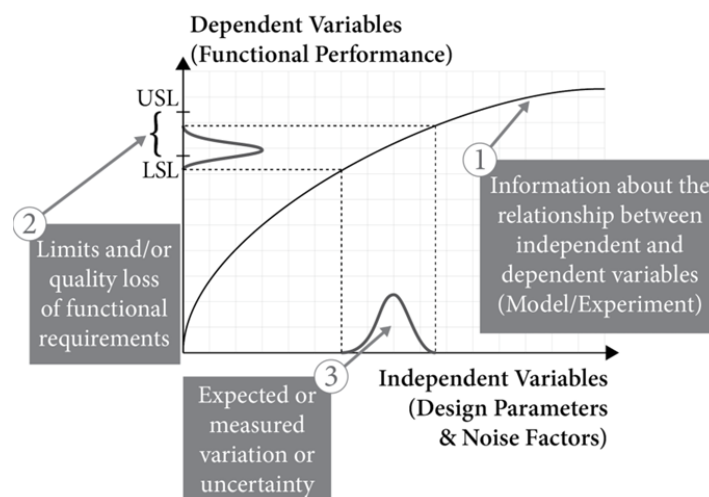 Dependent Variables
(Functional Performance)
USL
LSL
{
1
Information about the
relationship between
independent and
dependent variables
(Model/Experiment)
2
Limits and/or
quality loss
of functional
requirements
3
Expected or
measured
variation or
uncertainty
Independent Variables
(Design Parameters
& Noise Factors)